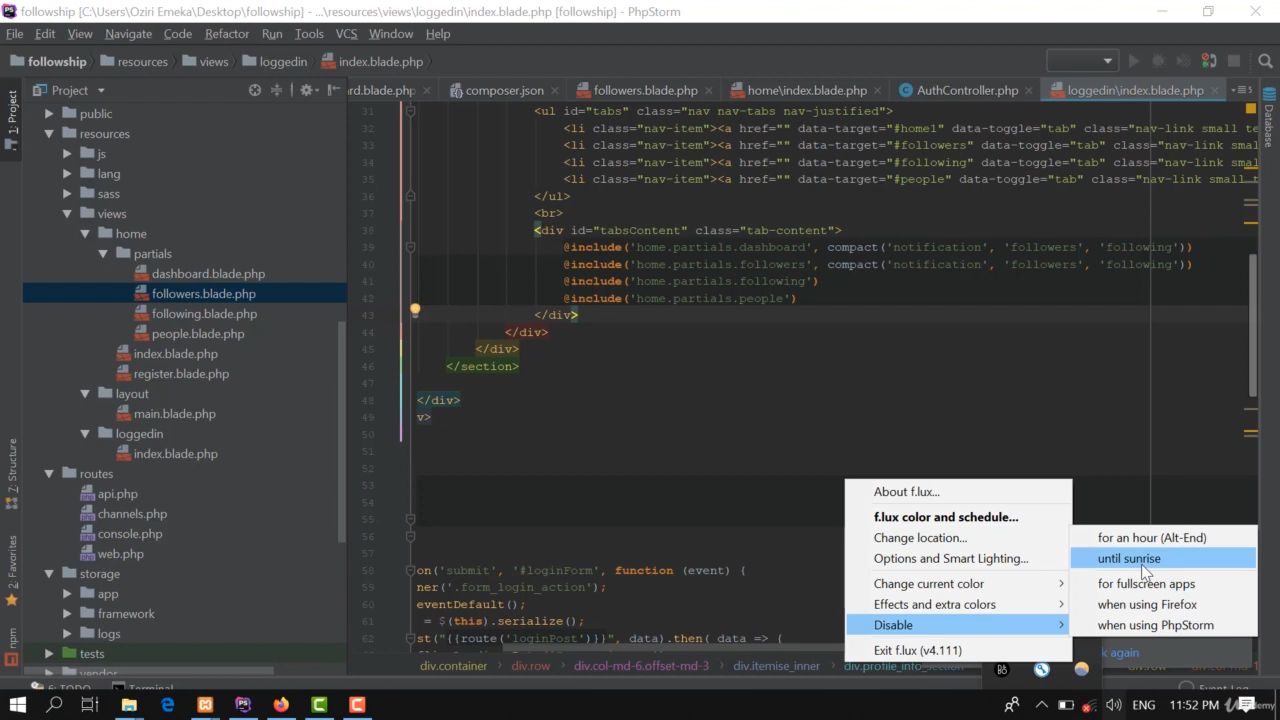 followship [C:\Users\Oziri Emeka\Desktop\followship] - ...\resources\views\loggedin\index.blade.php [followship] - PhpStorm
File Edit View Navigate Code Refactor Run Tools VCS Window Help
followship resources views loggedin index.blade.php
Project
rd.blade.php composer.json followers.blade.php home\index.blade.php AuthController.php loggedin\index.blade.php
1: Project
7: Structure
2: Favorites
npm
Database
public
resources
js
lang
sass
views
home
partials
dashboard.blade.php
followers.blade.php
following.blade.php
people.blade.php
index.blade.php
register.blade.php
layout
main.blade.php
loggedin
index.blade.php
routes
api.php
channels.php
console.php
web.php
storage
app
framework
logs
tests
vendor
31 <ul id="tabs" class="nav nav-tabs nav-justified">
32 <li class="nav-item"><a href="" data-target="#home1" data-toggle="tab" class="nav-link small te
33 <li class="nav-item"><a href="" data-target="#followers" data-toggle="tab" class="nav-link smal
34 <li class="nav-item"><a href="" data-target="#following" data-toggle="tab" class="nav-link smal
35 <li class="nav-item"><a href="" data-target="#people" data-toggle="tab" class="nav-link small t
36 </ul>
37 <br>
38 <div id="tabsContent" class="tab-content">
39 @include('home.partials.dashboard', compact('notification', 'followers', 'following'))
40 @include('home.partials.followers', compact('notification', 'followers', 'following'))
41 @include('home.partials.following')
42 @include('home.partials.people')
43 </div>
44 </div>
45 </div>
46 </section>
47
48 </div>
49 v>
50
51
52
53
54
55
56
57
58 on('submit', '#loginForm', function (event) {
59 ner('.form_login_action');
60 eventDefault();
61 = $(this).serialize();
62 st("{{route('loginPost')}}", data).then( data => {
div.container div.row div.col-md-6.offset-md-3 div.itemise_inner div.profile_info_section div.row div.col
About f.lux...
f.lux color and schedule...
Change location...
Options and Smart Lighting...
Change current color
Effects and extra colors
Disable
Exit f.lux (v4.111)
for an hour (Alt-End)
until sunrise
for fullscreen apps
when using Firefox
when using PhpStorm
k again
6: TODO Terminal Event Log
ENG 11:52 PM
Udemy